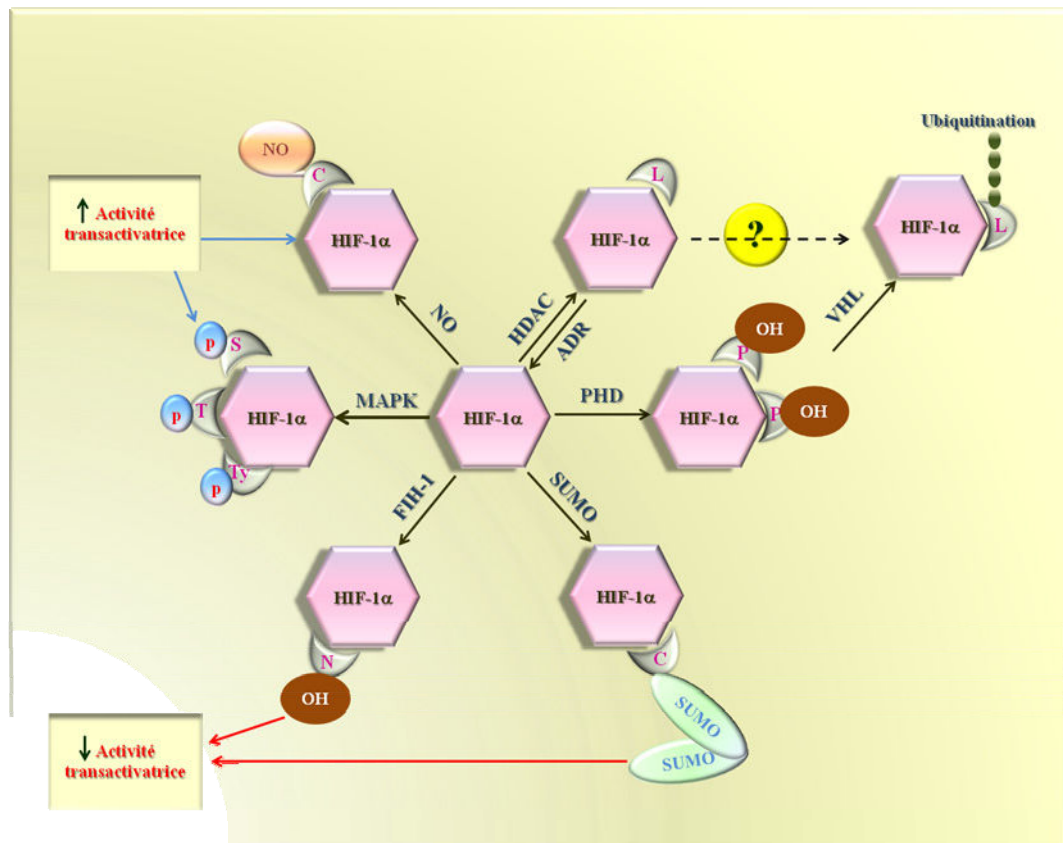 Ubiquitination
NO
C
L
↑ Activité
transactivatrice
HIF-1α
HIF-1α
?
HIF-1α
L
NO
HDAC
ADR
VHL
p
S
OH
P
MAPK
PHD
p
T
HIF-1α
HIF-1α
HIF-1α
P
OH
Ty
p
FIH-1
SUMO
HIF-1α
HIF-1α
N
C
OH
SUMO
↓ Activité
transactivatrice
SUMO